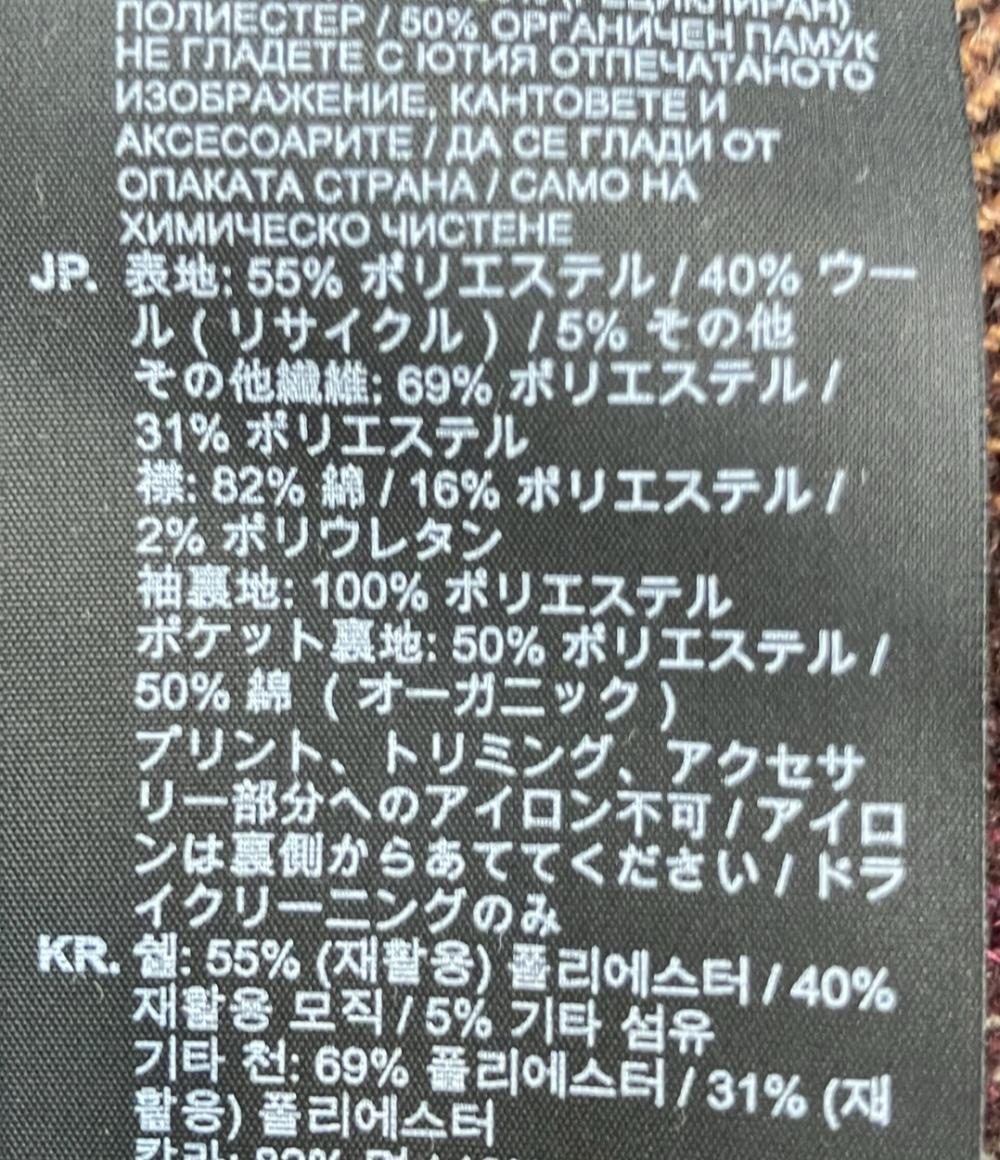 ПОЛИЕСТЕР / 50% ОРГАНИЧЕН ПАМУК
НЕ ГЛАДЕТЕ С ЮТИЯ ОТПЕЧАТАНОТО
ИЗОБРАЖЕНИЕ, КАНТОВЕТЕ И
АКСЕСОАРИТЕ / ДА СЕ ГЛАДИ ОТ
ОПАКАТА СТРАНА / САМО НА
ХИМИЧЕСКО ЧИСТЕНЕ
JP. 表地: 55% ポリエステル / 40% ウー
ル ( リサイクル ) / 5% その他
その他繊維: 69% ポリエステル /
31% ポリエステル
襟: 82% 綿 / 16% ポリエステル /
2% ポリウレタン
袖裏地: 100% ポリエステル
ポケット裏地: 50% ポリエステル /
50% 綿 ( オーガニック )
プリント、トリミング、アクセサ
リー部分へのアイロン不可 / アイロ
ンは裏側からあててください / ドラ
イクリーニングのみ
KR. 쉘: 55% (재활용) 폴리에스터 / 40%
재활용 모직 / 5% 기타 섬유
기타 천: 69% 폴리에스터 / 31% (재
활용) 폴리에스터